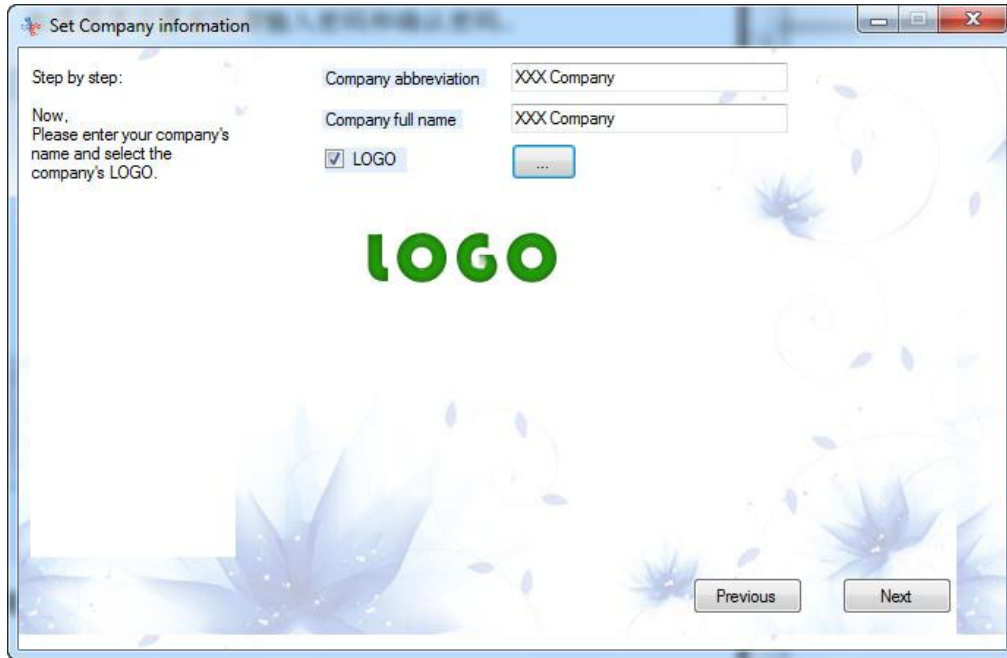 Set Company information
Step by step:
Now,
Please enter your company's
name and select the
company's LOGO.
Company abbreviation
XXX Company
Company full name
XXX Company
LOGO
...
LOGO
Previous
Next